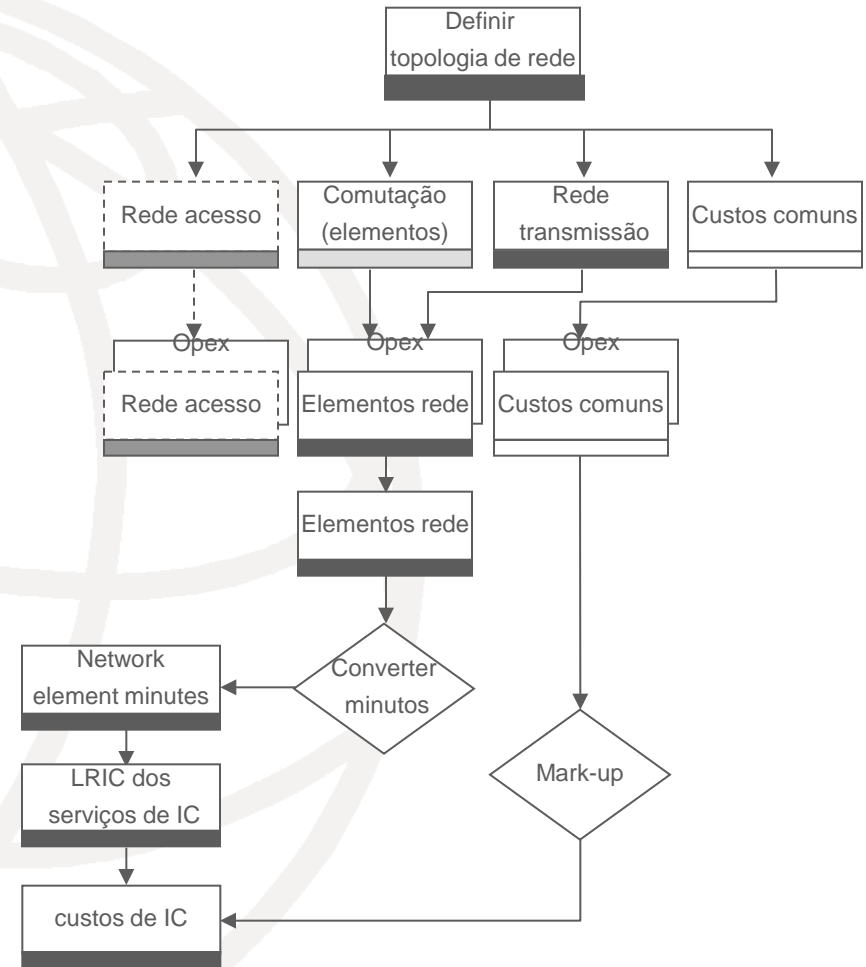 Definir
topologia de rede
Rede acesso
Comutação
(elementos)
Rede
transmissão
Custos comuns
Opex
Rede acesso
Opex
Elementos rede
Opex
Custos comuns
Elementos rede
Converter
minutos
Network
element minutes
Mark-up
LRIC dos
serviços de IC
custos de IC